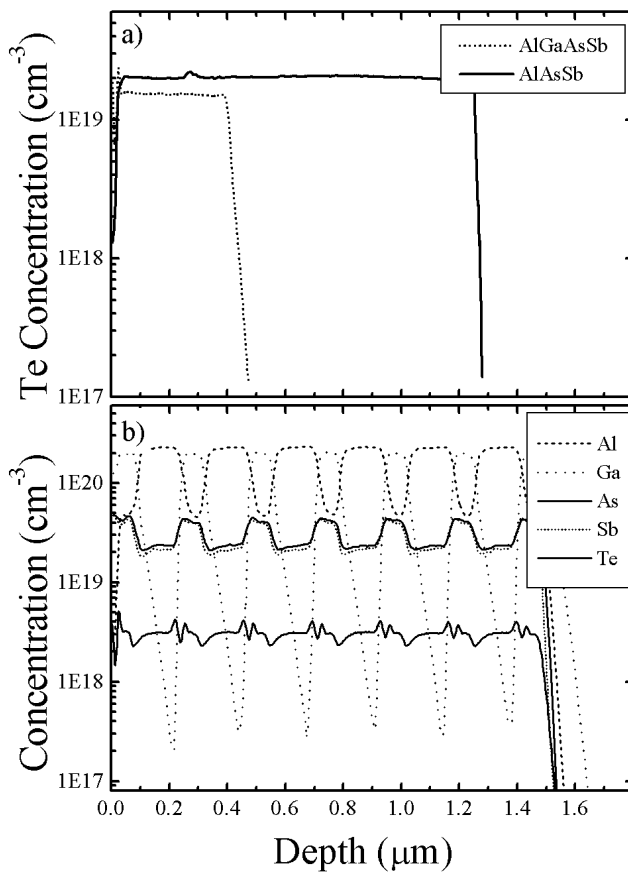 a)
AlGaAsSb
AlAsSb
1E19
1E18
1E17
Te Concentration (cm-3)
b)
Al
Ga
As
Sb
Te
1E20
1E19
1E18
1E17
Concentration (cm-3)
0.0 0.2 0.4 0.6 0.8 1.0 1.2 1.4 1.6
Depth (μm)